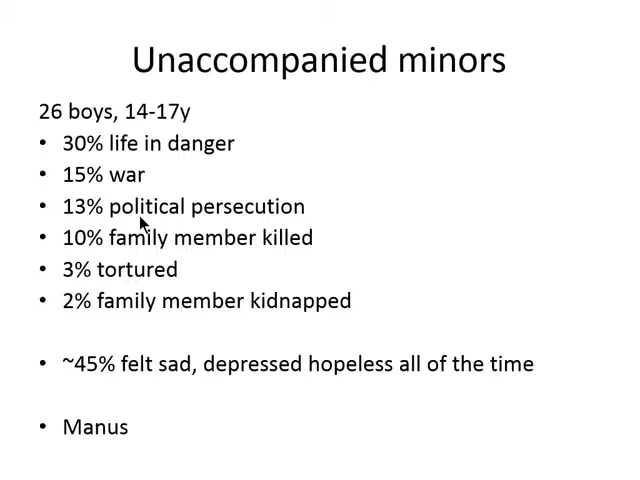 Unaccompanied minors
26 boys, 14-17y
• 30% life in danger
• 15% war
• 13% political persecution
• 10% family member killed
• 3% tortured
• 2% family member kidnapped
• ~45% felt sad, depressed hopeless all of the time
• Manus